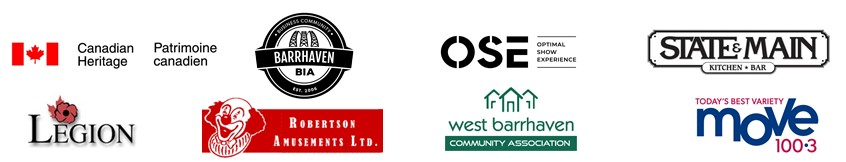 Canadian Heritage
Patrimoine canadien
BUSINESS COMMUNITY
BARRHAVEN
BIA
EST. 2006
OSE
OPTIMAL
SHOW
EXPERIENCE
STATE & MAIN
KITCHEN • BAR
LEGION
ROBERTSON
AMUSEMENTS LTD.
west barrhaven
COMMUNITY ASSOCIATION
TODAY'S BEST VARIETY
move
100•3